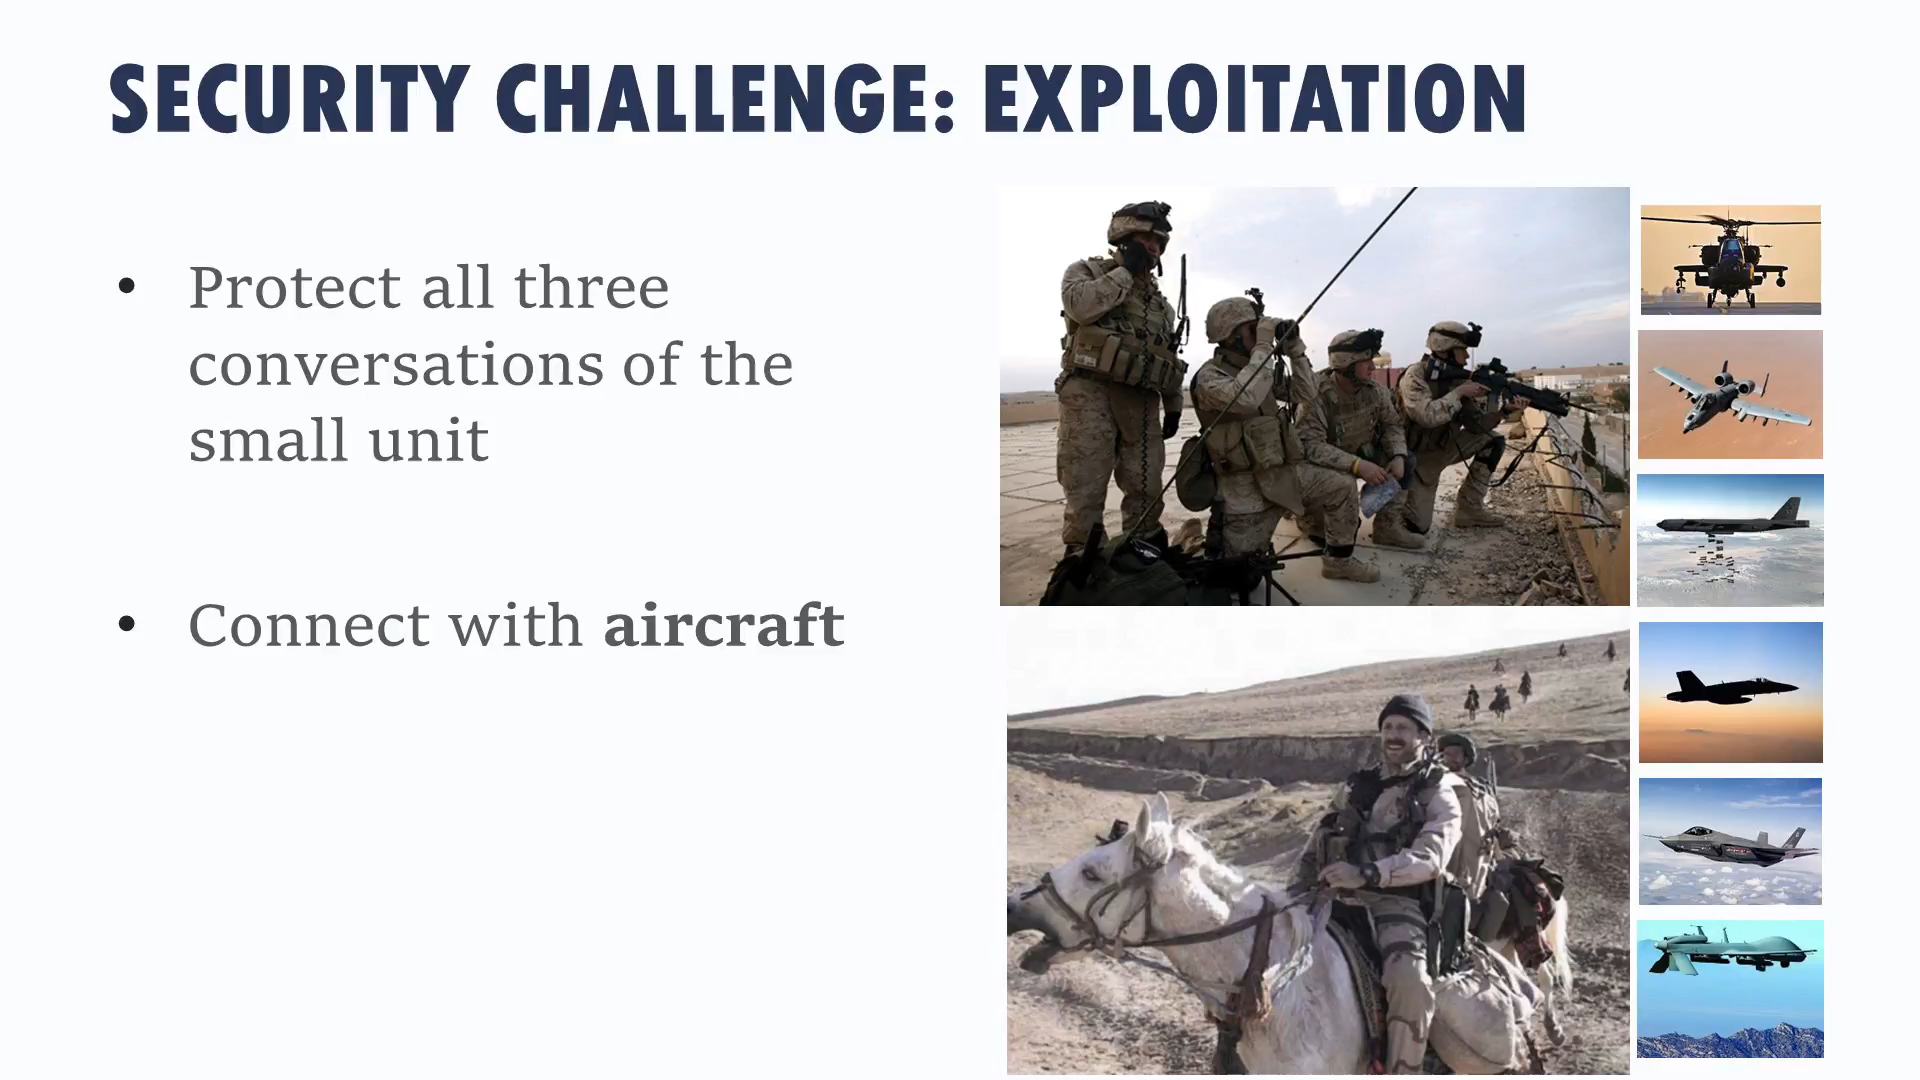 SECURITY CHALLENGE: EXPLOITATION
• Protect all three
conversations of the
small unit
• Connect with aircraft